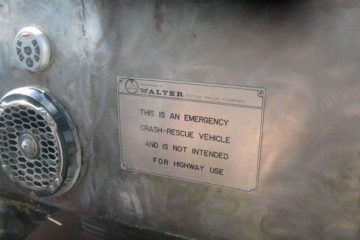 WALTER MOTOR TRUCK COMPANY
THIS IS AN EMERGENCY
CRASH-RESCUE VEHICLE
AND IS NOT INTENDED
FOR HIGHWAY USE